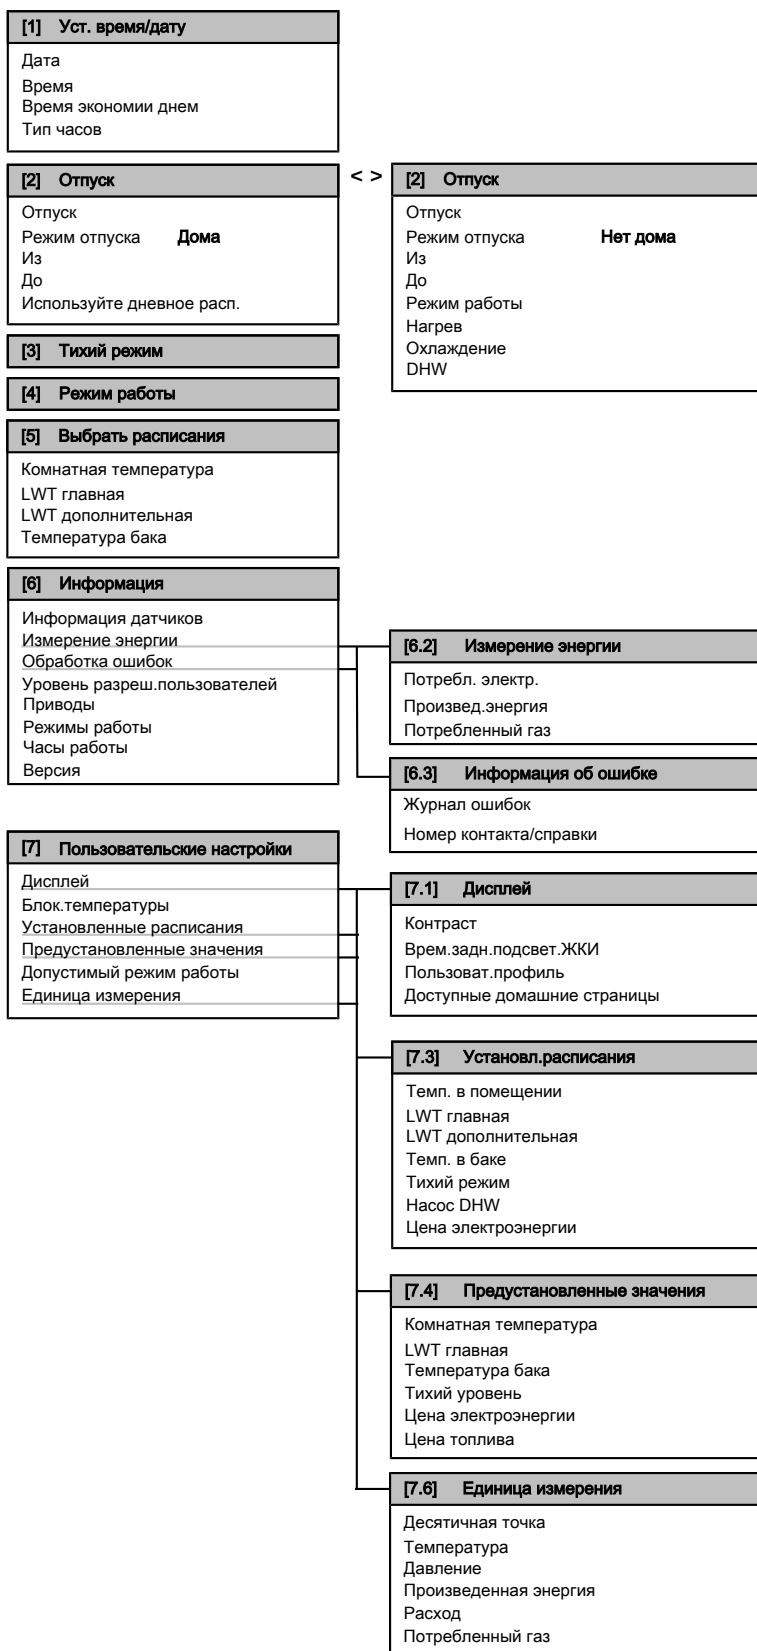 [1] Уст. время/дату
Дата
Время
Время экономии днем
Тип часов
[2] Отпуск
Отпуск
Режим отпуска Дома
Из
До
Используйте дневное расп.
< >
[2] Отпуск
Отпуск
Режим отпуска Нет дома
Из
До
Режим работы
Нагрев
Охлаждение
DHW
[3] Тихий режим
[4] Режим работы
[5] Выбрать расписания
Комнатная температура
LWT главная
LWT дополнительная
Температура бака
[6] Информация
Информация датчиков
Измерение энергии
Обработка ошибок
Уровень разреш.пользователей
Приводы
Режимы работы
Часы работы
Версия
[6.2] Измерение энергии
Потребл. электр.
Произвед.энергия
Потребленный газ
[6.3] Информация об ошибке
Журнал ошибок
Номер контакта/справки
[7] Пользовательские настройки
Дисплей
Блок.температуры
Установленные расписания
Предустановленные значения
Допустимый режим работы
Единица измерения
[7.1] Дисплей
Контраст
Врем.задн.подсвет.ЖКИ
Пользоват.профиль
Доступные домашние страницы
[7.3] Установл.расписания
Темп. в помещении
LWT главная
LWT дополнительная
Темп. в баке
Тихий режим
Насос DHW
Цена электроэнергии
[7.4] Предустановленные значения
Комнатная температура
LWT главная
Температура бака
Тихий уровень
Цена электроэнергии
Цена топлива
[7.6] Единица измерения
Десятичная точка
Температура
Давление
Произведенная энергия
Расход
Потребленный газ